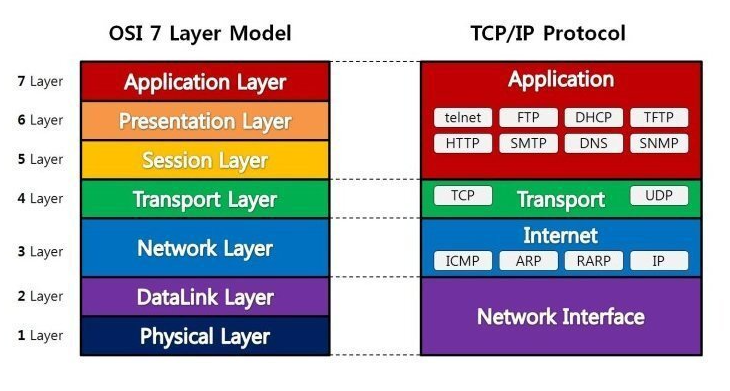 OSI 7 Layer Model
7 Layer
Application Layer
6 Layer
Presentation Layer
5 Layer
Session Layer
4 Layer
Transport Layer
3 Layer
Network Layer
2 Layer
DataLink Layer
1 Layer
Physical Layer
TCP/IP Protocol
Application
telnet FTP DHCP TFTP
HTTP SMTP DNS SNMP
TCP Transport UDP
Internet
ICMP ARP RARP IP
Network Interface